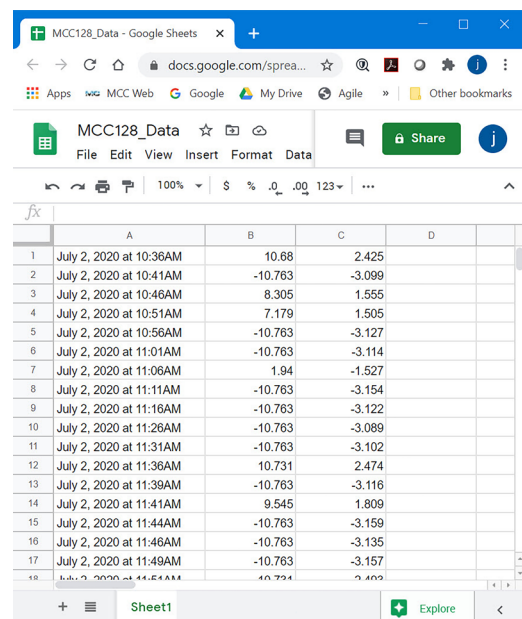 MCC128_Data - Google Sheets
docs.google.com/sprea...
j
Apps MCC Web G Google My Drive Agile » Other bookmarks
MCC128_Data
Share
j
File Edit View Insert Format Data
100% $ % .0 .00 123
fx
A B C D
1 July 2, 2020 at 10:36AM 10.68 2.425
2 July 2, 2020 at 10:41AM -10.763 -3.099
3 July 2, 2020 at 10:46AM 8.305 1.555
4 July 2, 2020 at 10:51AM 7.179 1.505
5 July 2, 2020 at 10:56AM -10.763 -3.127
6 July 2, 2020 at 11:01AM -10.763 -3.114
7 July 2, 2020 at 11:06AM 1.94 -1.527
8 July 2, 2020 at 11:11AM -10.763 -3.154
9 July 2, 2020 at 11:16AM -10.763 -3.122
10 July 2, 2020 at 11:26AM -10.763 -3.089
11 July 2, 2020 at 11:31AM -10.763 -3.102
12 July 2, 2020 at 11:36AM 10.731 2.474
13 July 2, 2020 at 11:39AM -10.763 -3.116
14 July 2, 2020 at 11:41AM 9.545 1.809
15 July 2, 2020 at 11:44AM -10.763 -3.159
16 July 2, 2020 at 11:46AM -10.763 -3.135
17 July 2, 2020 at 11:49AM -10.763 -3.157
18 July 2, 2020 at 11:51AM
Sheet1
Explore